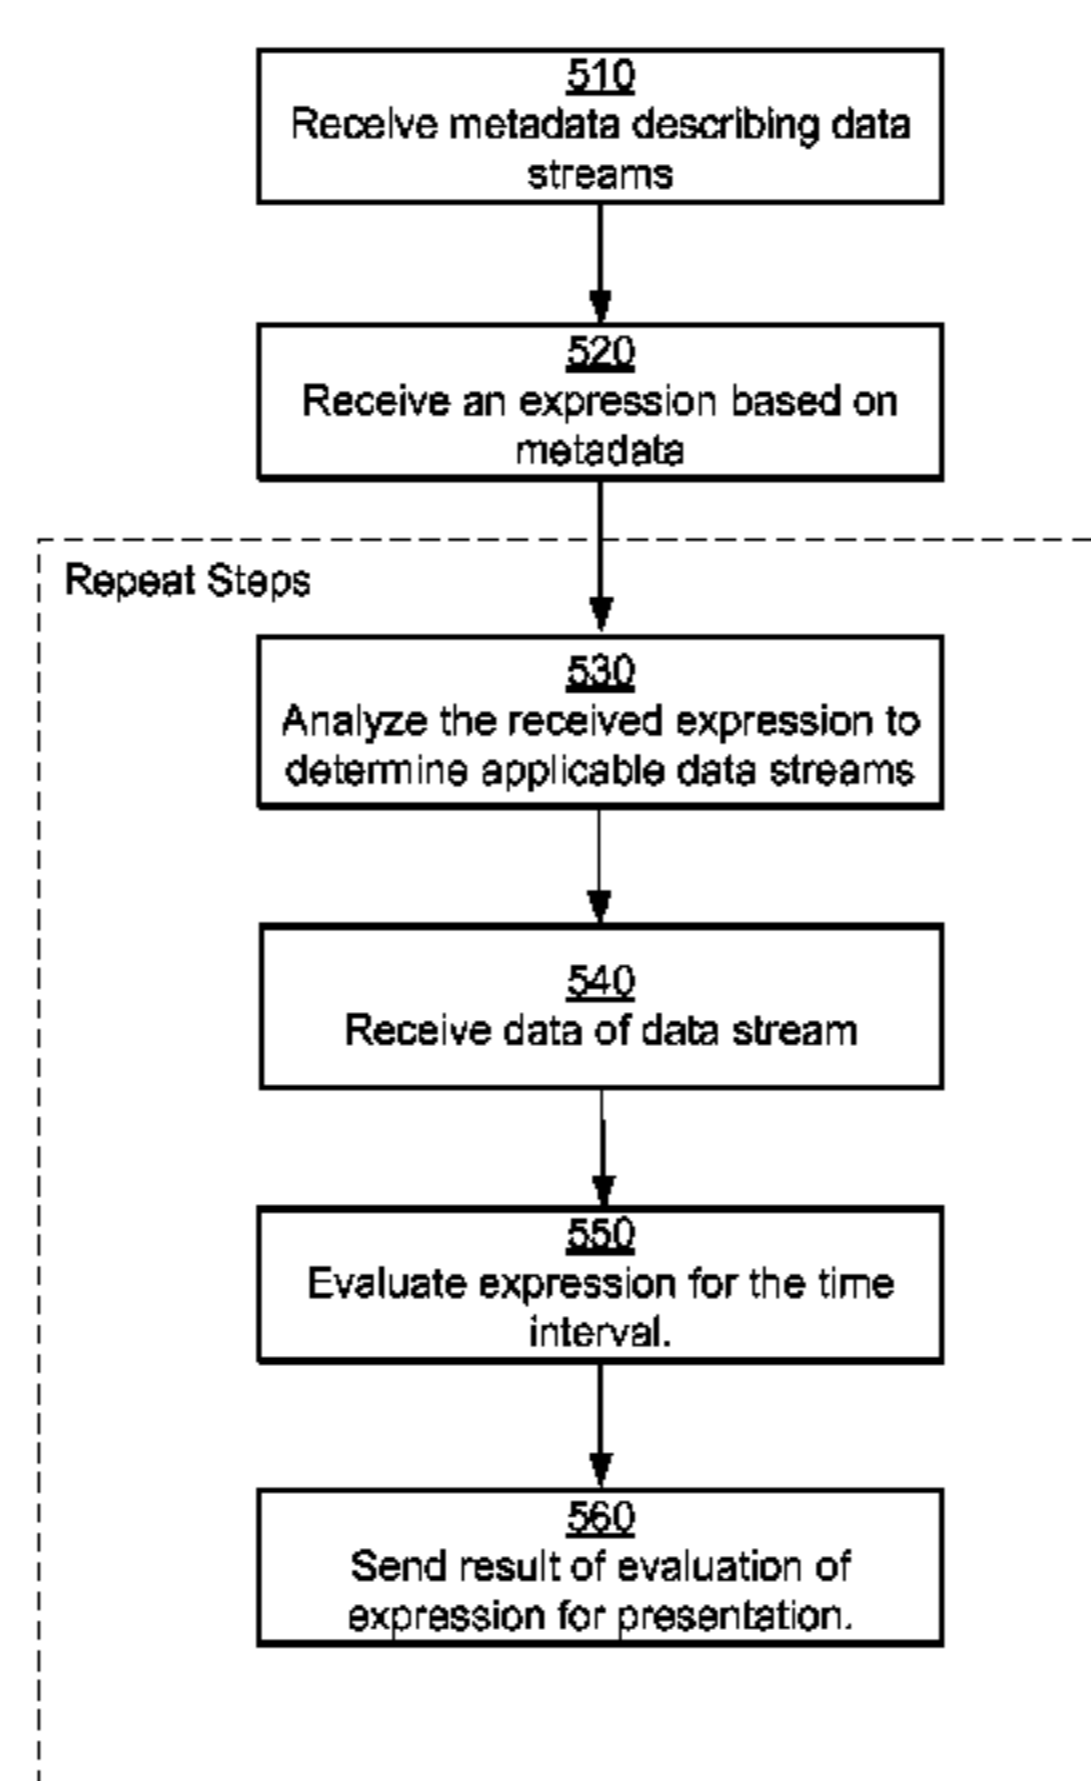 510
Receive metadata describing data
streams
520
Receive an expression based on
metadata
Repeat Steps
530
Analyze the received expression to
determine applicable data streams
540
Receive data of data stream
550
Evaluate expression for the time
interval.
560
Send result of evaluation of
expression for presentation.